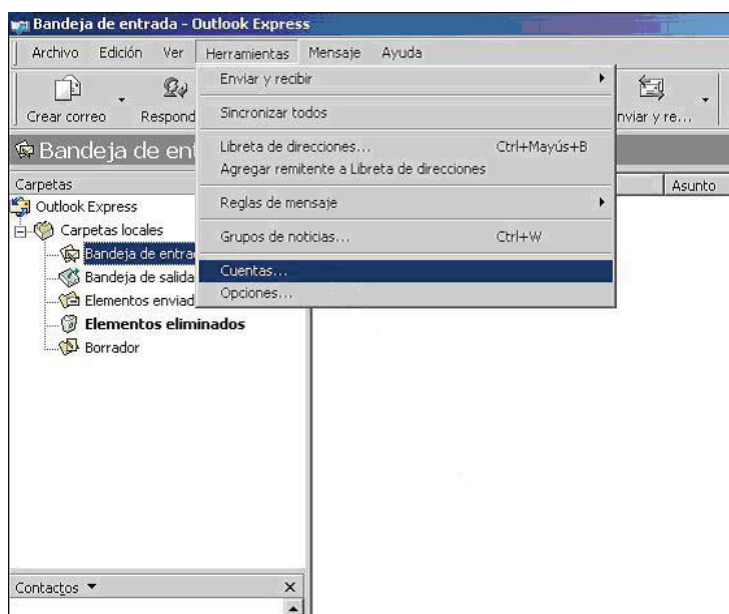 Bandeja de entrada - Outlook Express
Archivo Edición Ver Herramientas Mensaje Ayuda
Crear correo Respond nviar y re...
Enviar y recibir
Sincronizar todos
Libreta de direcciones... Ctrl+Mayús+B
Agregar remitente a Libreta de direcciones
Reglas de mensaje
Grupos de noticias... Ctrl+W
Cuentas...
Opciones...
Bandeja de en
Carpetas
Asunto
Outlook Express
Carpetas locales
Bandeja de entra
Bandeja de salida
Elementos enviad
Elementos eliminados
Borrador
Contactos